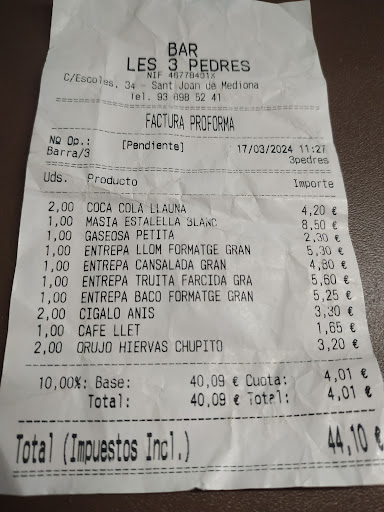 BAR
LES 3 PEDRES
NIF 46770401X
C/Escoles, 34 - Sant Joan de Mediona
Tel. 93 898 52 41
FACTURA PROFORMA
Nº Op.: [Pendiente] 17/03/2024 11:27
Barra/3 3pedres
Uds. Producto Importe
2,00 COCA COLA LLAUNA 4,20 €
1,00 MASIA ESTALELLA BLANC 8,50 €
1,00 GASEOSA PETITA 2,30 €
1,00 ENTREPA LLOM FORMATGE GRAN 5,30 €
1,00 ENTREPA CANSALADA GRAN 4,80 €
1,00 ENTREPA TRUITA FARCIDA GRA 5,60 €
1,00 ENTREPA BACO FORMATGE GRAN 5,25 €
2,00 CIGALO ANIS 3,30 €
1,00 CAFE LLET 1,65 €
2,00 ORUJO HIERVAS CHUPITO 3,20 €
10,00%: Base: 40,09 € Cuota: 4,01 €
Total: 40,09 € Total: 4,01 €
Total (Impuestos Incl.) 44,10 €